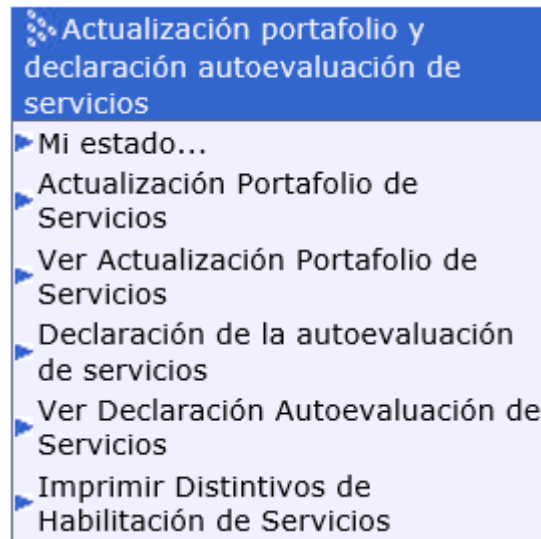 Actualización portafolio y
declaración autoevaluación de
servicios
Mi estado...
Actualización Portafolio de
Servicios
Ver Actualización Portafolio de
Servicios
Declaración de la autoevaluación
de servicios
Ver Declaración Autoevaluación de
Servicios
Imprimir Distintivos de
Habilitación de Servicios